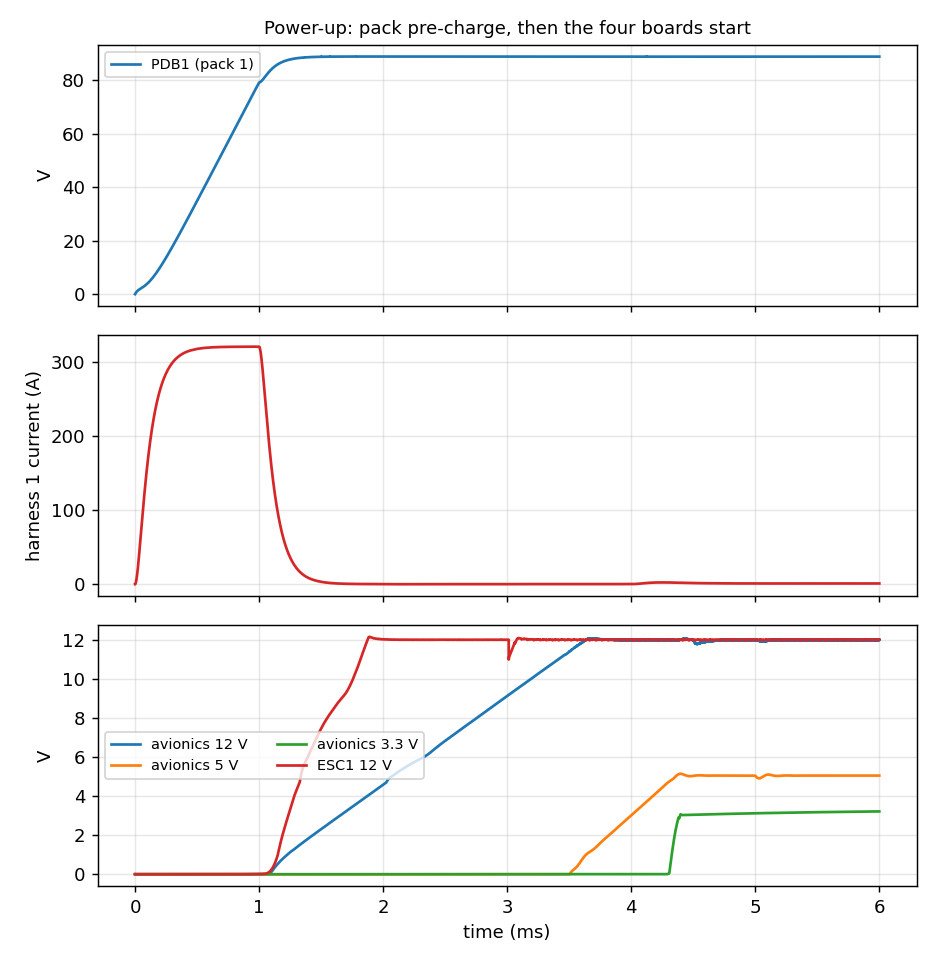 Power-up: pack pre-charge, then the four boards start
PDB1 (pack 1)
V
80
60
40
20
0
harness 1 current (A)
300
200
100
0
V
12
10
8
6
4
2
0
avionics 12 V
avionics 3.3 V
avionics 5 V
ESC1 12 V
0 1 2 3 4 5 6
time (ms)